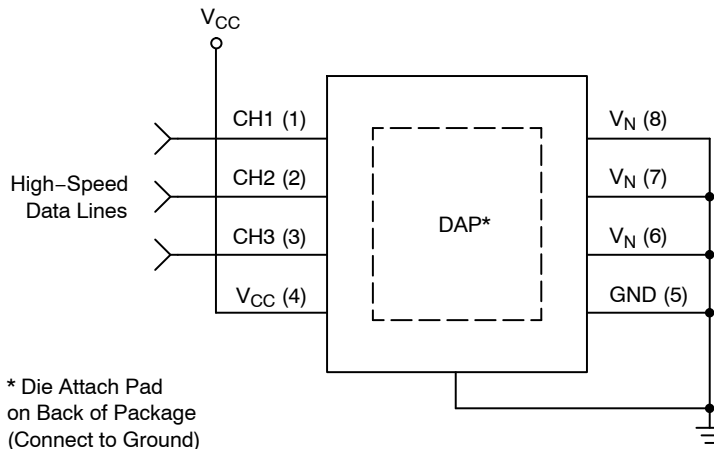 VCC
CH1 (1)
CH2 (2)
CH3 (3)
VCC (4)
High−Speed
Data Lines
DAP*
VN (8)
VN (7)
VN (6)
GND (5)
* Die Attach Pad
on Back of Package
(Connect to Ground)